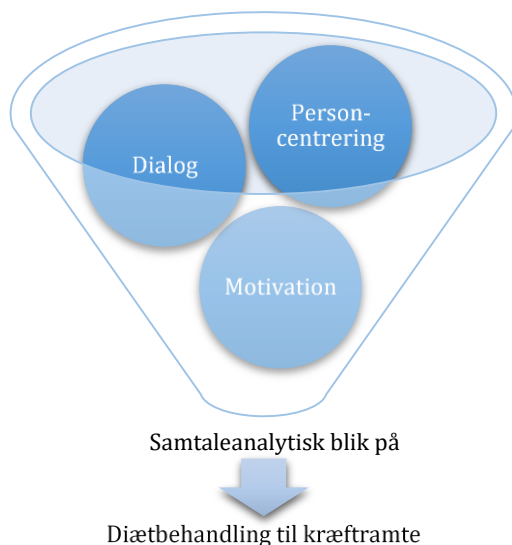 Person-
centrering
Dialog
Motivation
Samtaleanalytisk blik på
Diætbehandling til kræftramte